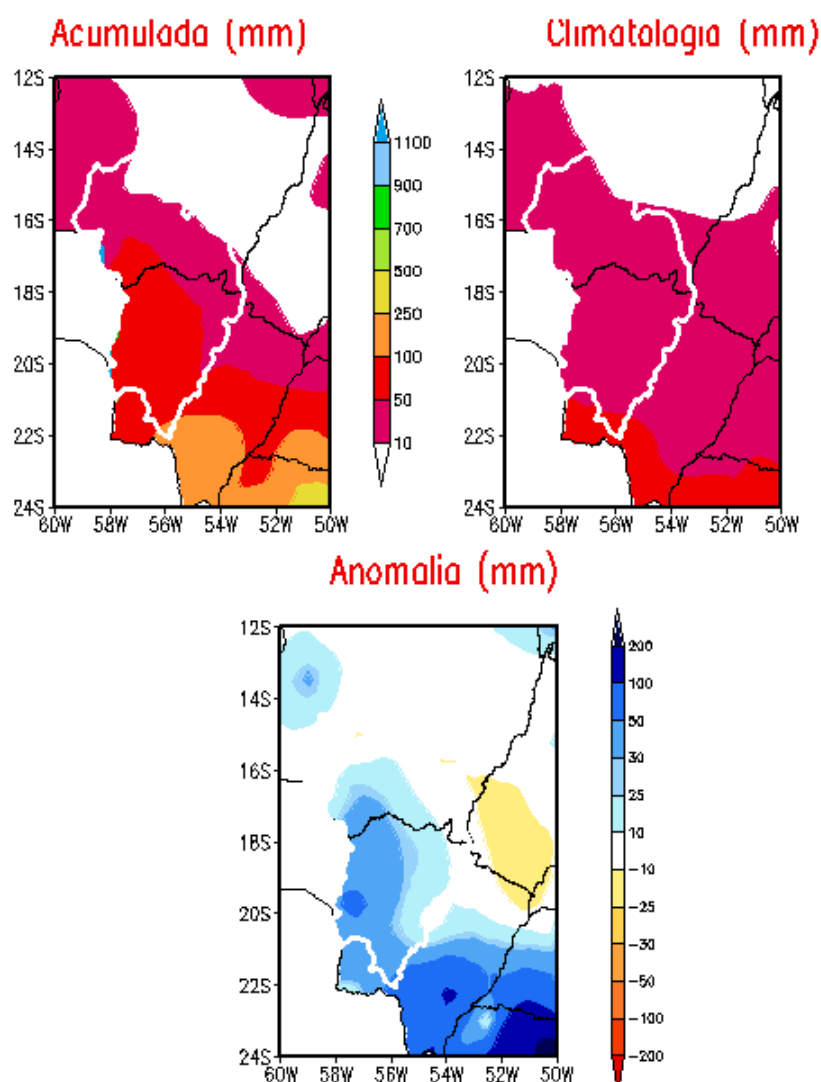 Acumulada (mm)
Climatologia (mm)
12S
14S
16S
18S
20S
22S
24S
60W 58W 56W 54W 52W 50W
1100
900
700
500
250
100
50
10
12S
14S
16S
18S
20S
22S
24S
60W 58W 56W 54W 52W 50W
Anomalia (mm)
12S
14S
16S
18S
20S
22S
24S
60W 58W 56W 54W 52W 50W
200
100
50
30
25
10
-10
-25
-30
-50
-100
-200